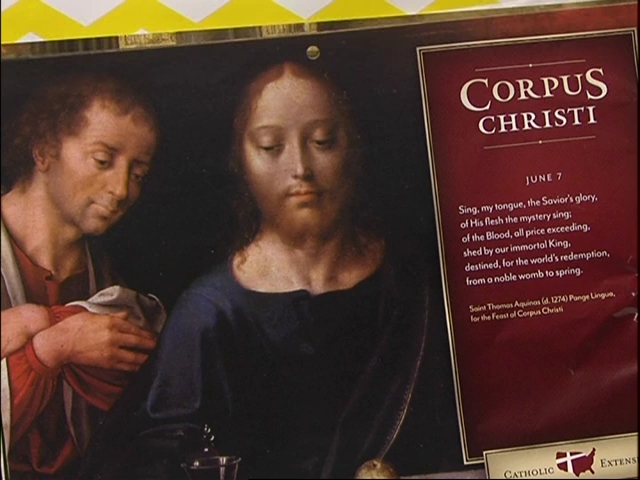 CORPUS
CHRISTI
JUNE 7
Sing, my tongue, the Savior's glory,
of His flesh the mystery sing;
of the Blood, all price exceeding,
shed by our immortal King,
destined, for the world's redemption,
from a noble womb to spring.
Saint Thomas Aquinas (d. 1274) Pange Lingua,
for the Feast of Corpus Christi
CATHOLIC EXTENS